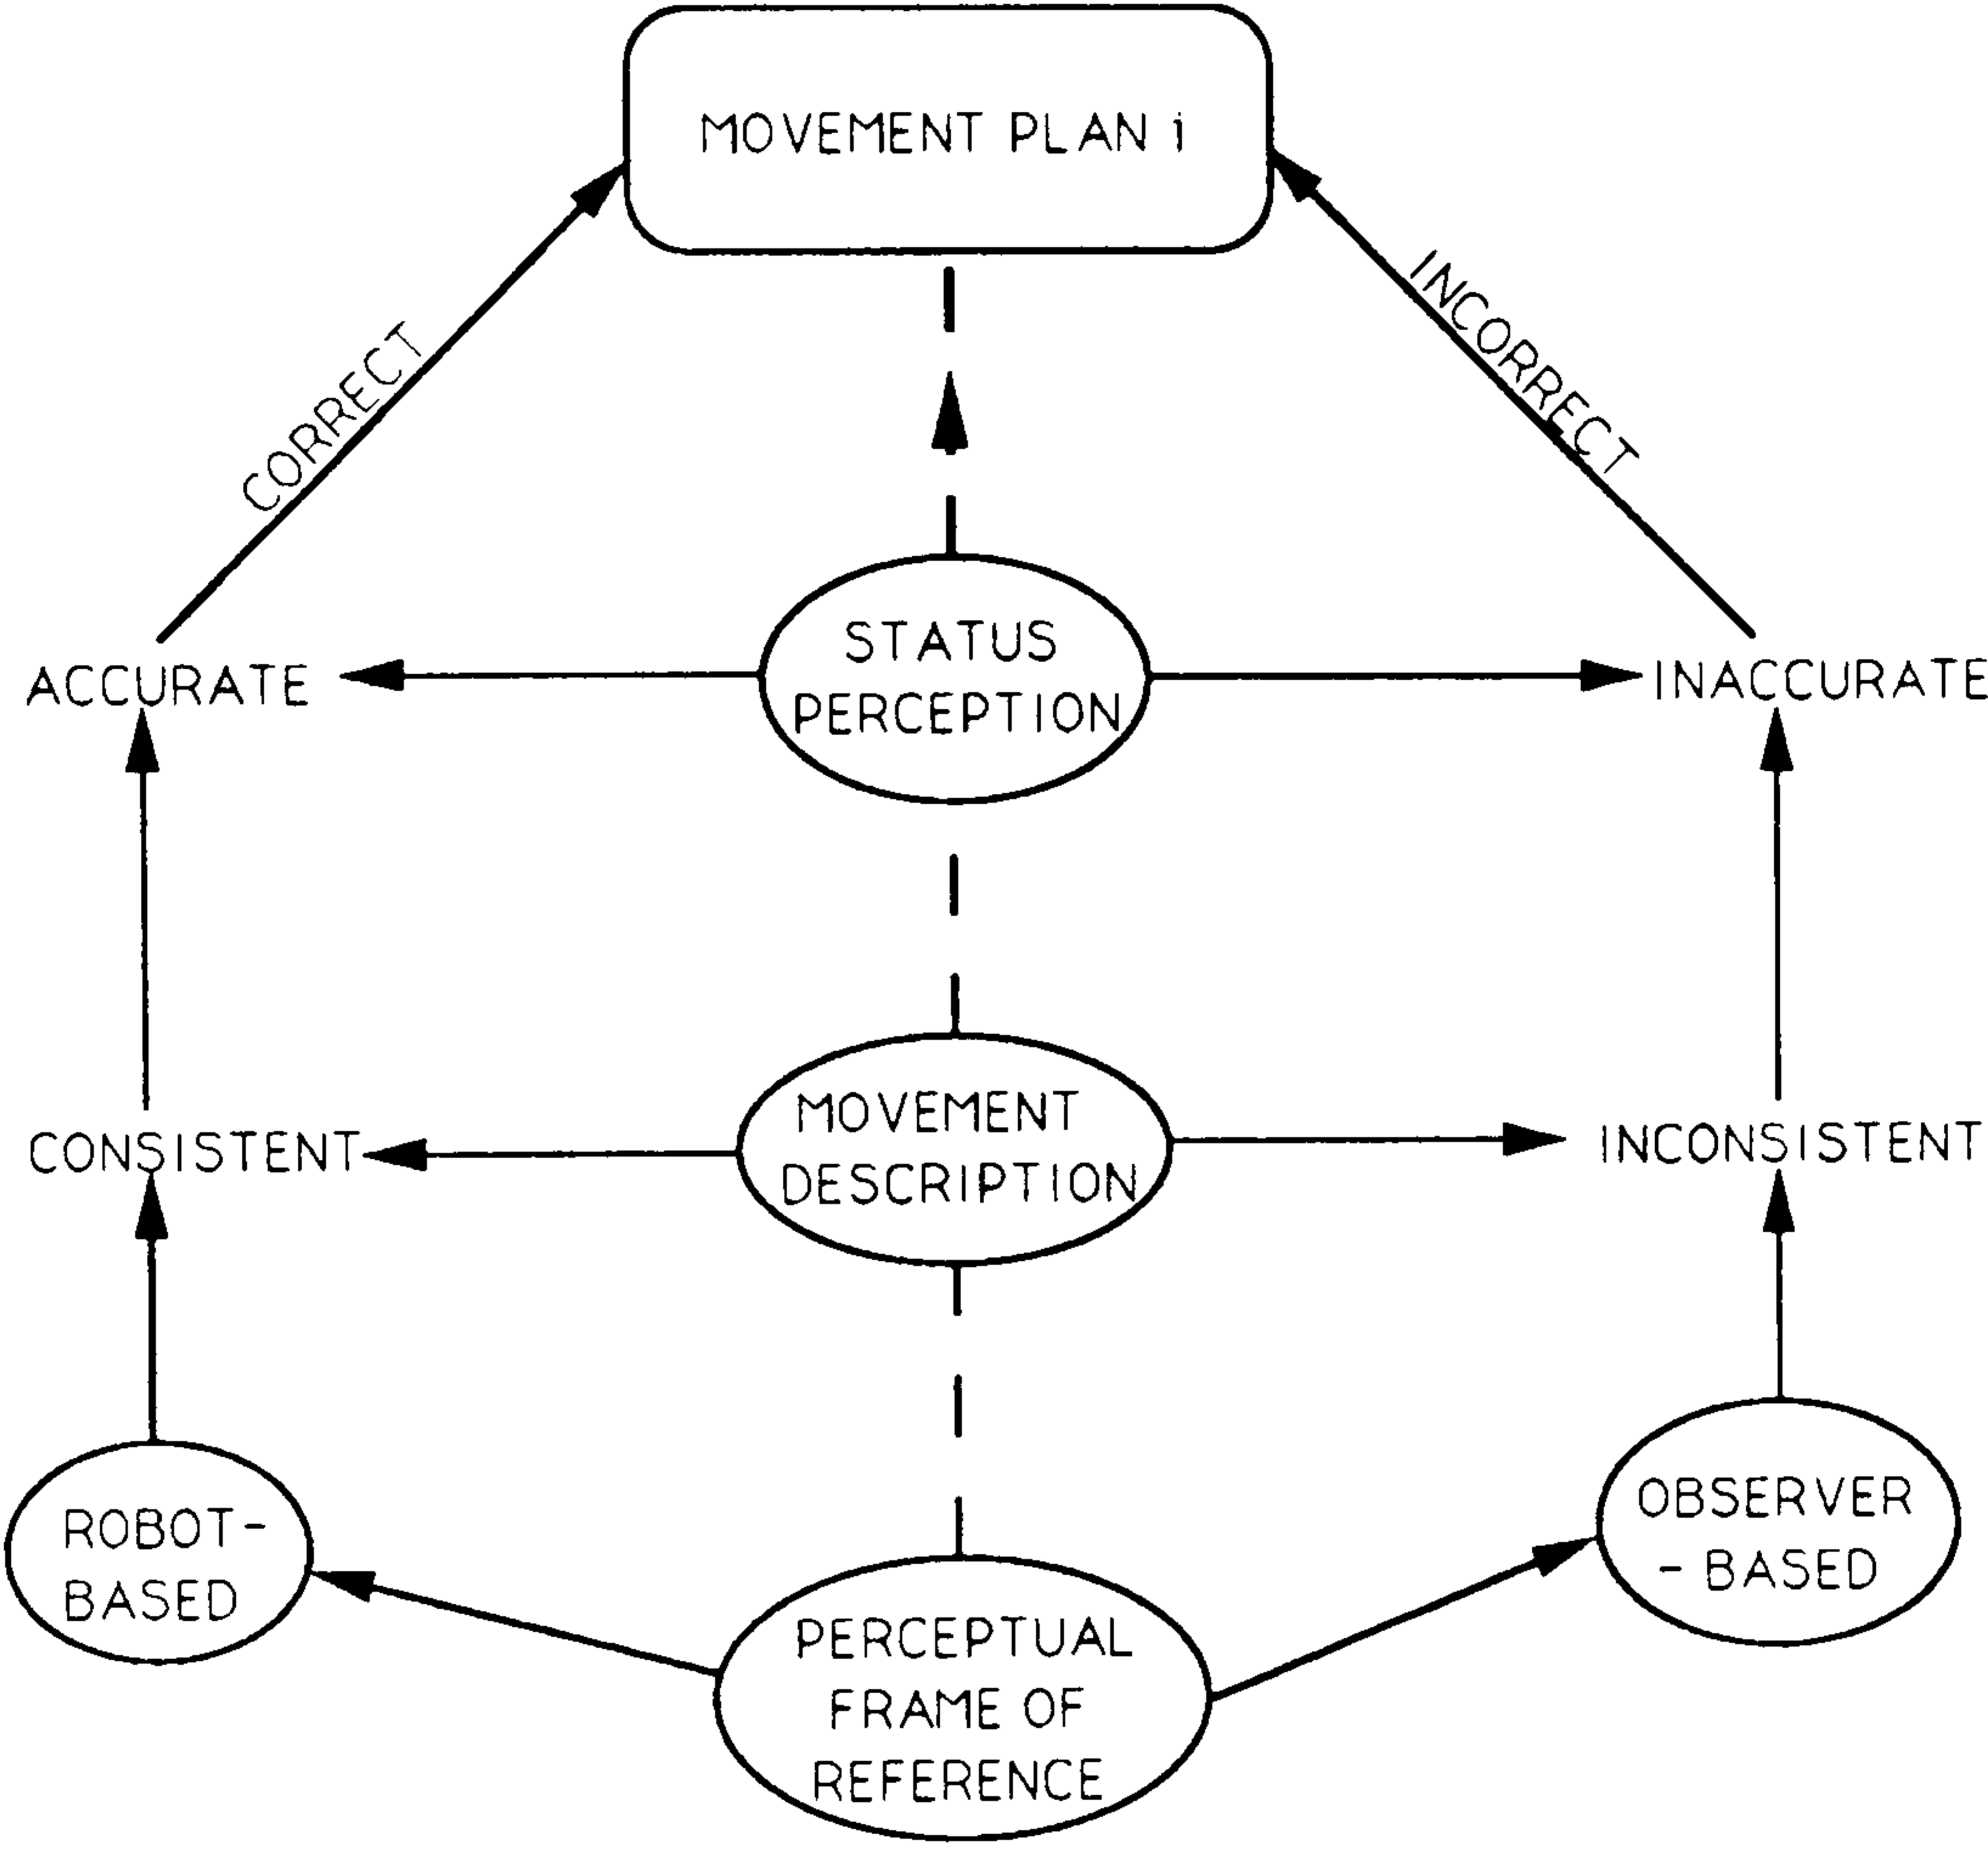 MOVEMENT PLAN i
CORRECT
INCORRECT
STATUS
PERCEPTION
ACCURATE
INACCURATE
MOVEMENT
DESCRIPTION
CONSISTENT
INCONSISTENT
ROBOT-
BASED
OBSERVER
- BASED
PERCEPTUAL
FRAME OF
REFERENCE